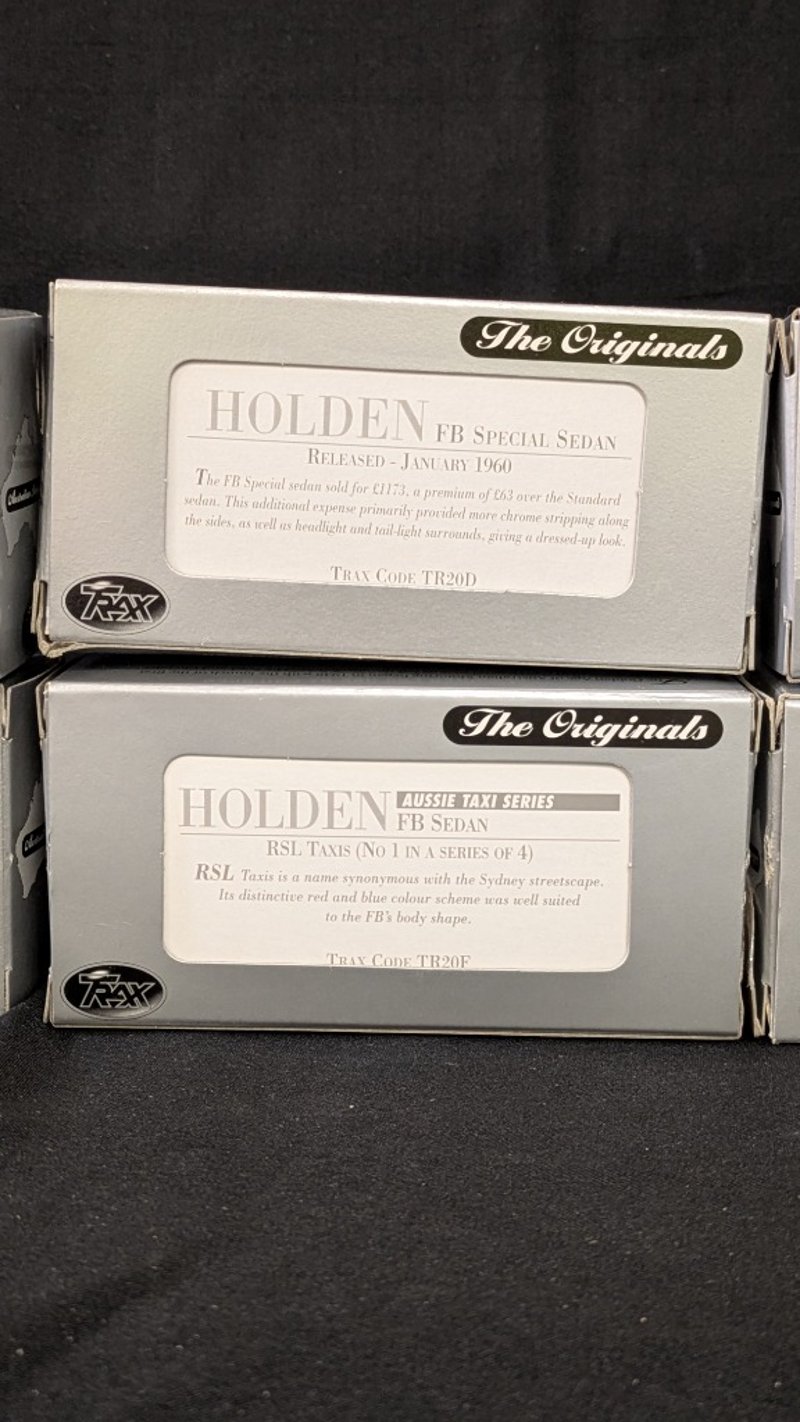 The Originals
HOLDEN FB SPECIAL SEDAN
RELEASED - JANUARY 1960
The FB Special sedan sold for £1173, a premium of £63 over the Standard
sedan. This additional expense primarily provided more chrome stripping along
the sides, as well as headlight and tail-light surrounds, giving a dressed-up look.
TRAX CODE TR20D
TRAX
The Originals
HOLDEN AUSSIE TAXI SERIES
FB SEDAN
RSL TAXIS (NO 1 IN A SERIES OF 4)
RSL Taxis is a name synonymous with the Sydney streetscape.
Its distinctive red and blue colour scheme was well suited
to the FB's body shape.
TRAX CODE TR20F
TRAX